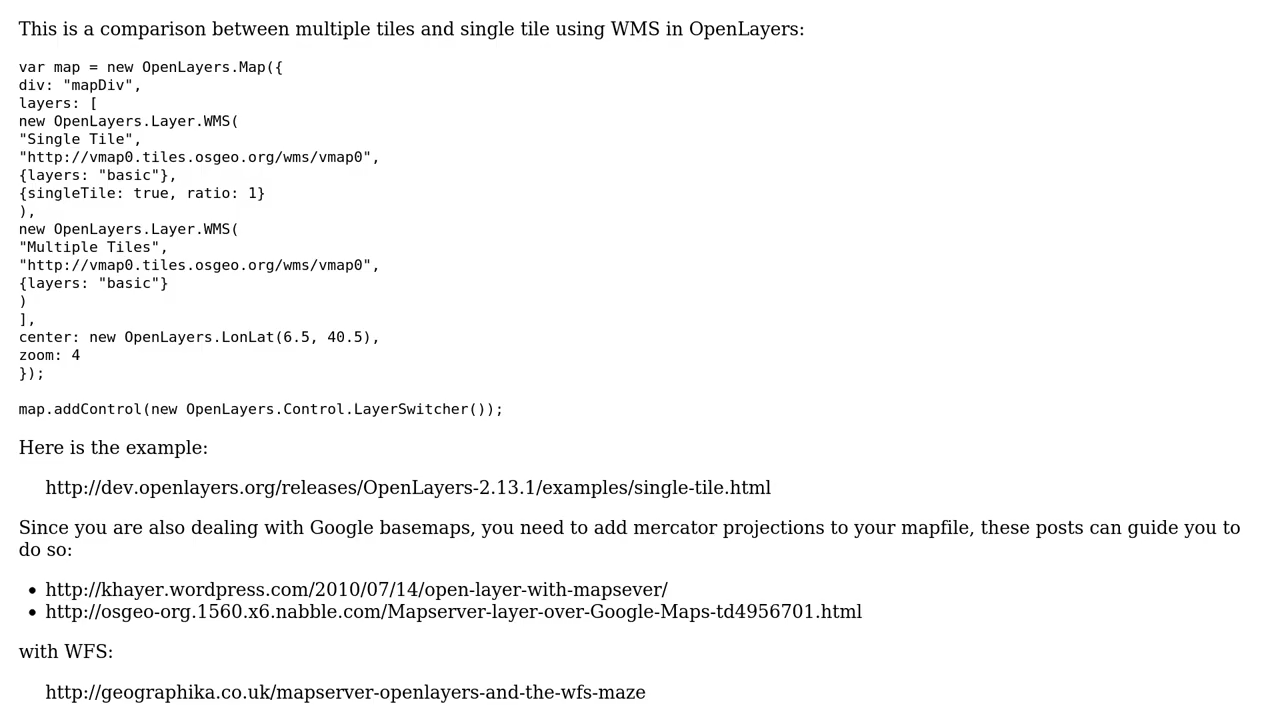 This is a comparison between multiple tiles and single tile using WMS in OpenLayers:
var map = new OpenLayers.Map({
div: "mapDiv",
layers: [
new OpenLayers.Layer.WMS(
"Single Tile",
"http://vmap0.tiles.osgeo.org/wms/vmap0",
{layers: "basic"},
{singleTile: true, ratio: 1}
),
new OpenLayers.Layer.WMS(
"Multiple Tiles",
"http://vmap0.tiles.osgeo.org/wms/vmap0",
{layers: "basic"}
)
],
center: new OpenLayers.LonLat(6.5, 40.5),
zoom: 4
});
map.addControl(new OpenLayers.Control.LayerSwitcher());
Here is the example:
http://dev.openlayers.org/releases/OpenLayers-2.13.1/examples/single-tile.html
Since you are also dealing with Google basemaps, you need to add mercator projections to your mapfile, these posts can guide you to
do so:
• http://khayer.wordpress.com/2010/07/14/open-layer-with-mapsever/
• http://osgeo-org.1560.x6.nabble.com/Mapserver-layer-over-Google-Maps-td4956701.html
with WFS:
http://geographika.co.uk/mapserver-openlayers-and-the-wfs-maze